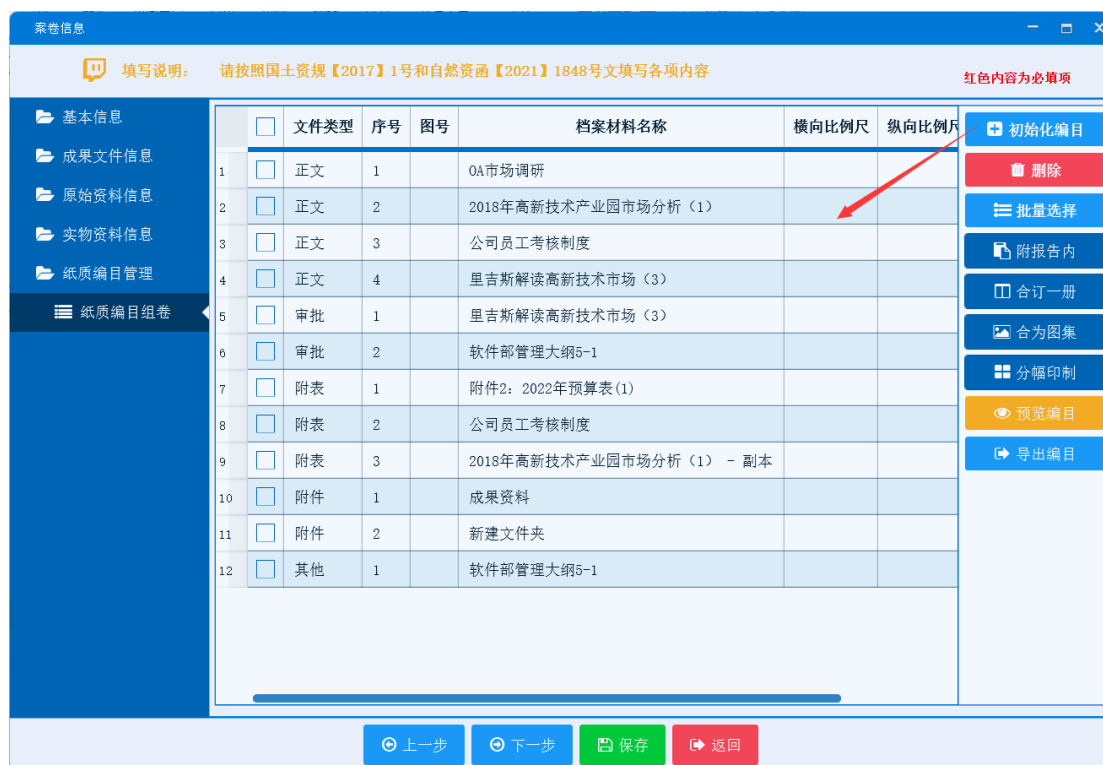 案卷信息
填写说明： 请按照国土资规【2017】1号和自然资函【2021】1848号文填写各项内容
红色内容为必填项
基本信息
成果文件信息
原始资料信息
实物资料信息
纸质编目管理
纸质编目组卷
文件类型 序号 图号 档案材料名称 横向比例尺 纵向比例尺
1 正文 1 OA市场调研
2 正文 2 2018年高新技术产业园市场分析（1）
3 正文 3 公司员工考核制度
4 正文 4 里吉斯解读高新技术市场（3）
5 审批 1 里吉斯解读高新技术市场（3）
6 审批 2 软件部管理大纲5-1
7 附表 1 附件2：2022年预算表(1)
8 附表 2 公司员工考核制度
9 附表 3 2018年高新技术产业园市场分析（1） - 副本
10 附件 1 成果资料
11 附件 2 新建文件夹
12 其他 1 软件部管理大纲5-1
初始化编目
删除
批量选择
附报告内
合订一册
合为图集
分幅印制
预览编目
导出编目
上一步 下一步 保存 返回